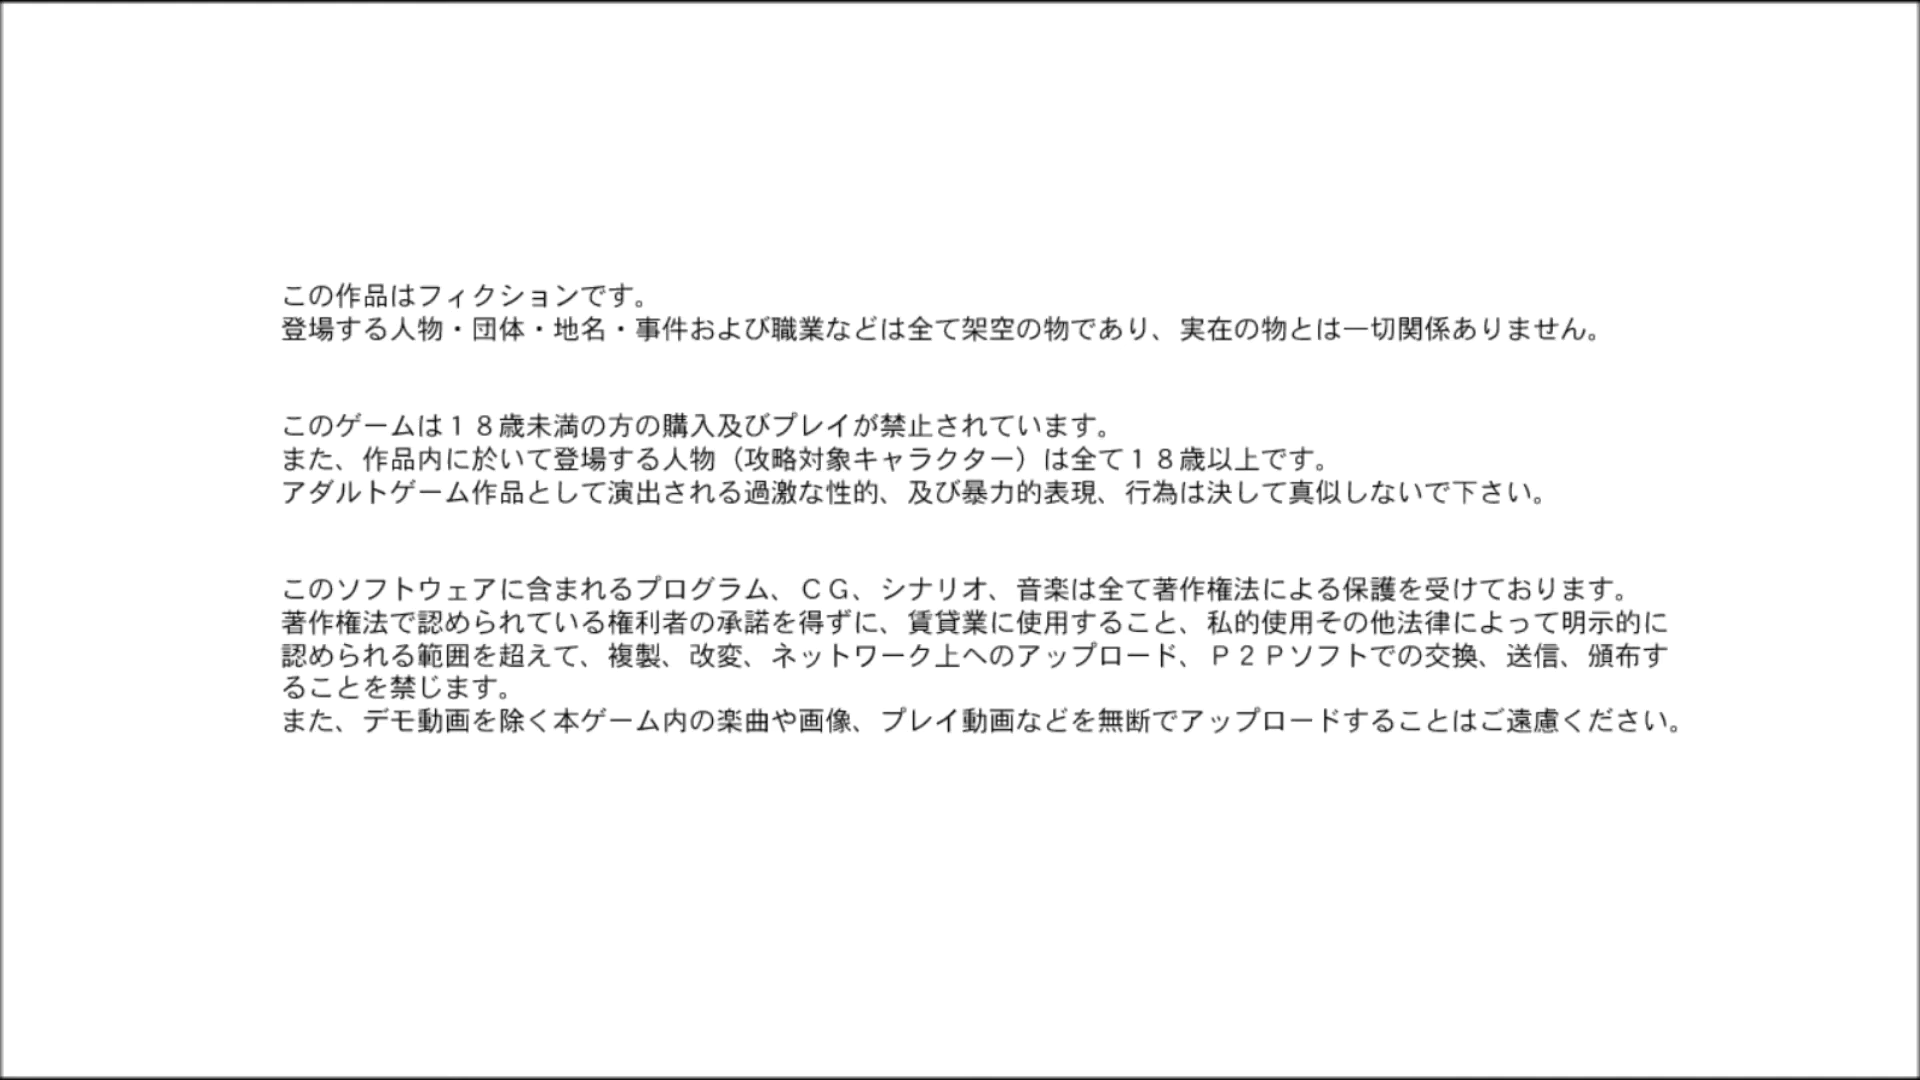 この作品はフィクションです。
登場する人物・団体・地名・事件および職業などは全て架空の物であり、実在の物とは一切関係ありません。
このゲームは１８歳未満の方の購入及びプレイが禁止されています。
また、作品内に於いて登場する人物（攻略対象キャラクター）は全て１８歳以上です。
アダルトゲーム作品として演出される過激な性的、及び暴力的表現、行為は決して真似しないで下さい。
このソフトウェアに含まれるプログラム、ＣＧ、シナリオ、音楽は全て著作権法による保護を受けております。
著作権法で認められている権利者の承諾を得ずに、賃貸業に使用すること、私的使用その他法律によって明示的に
認められる範囲を超えて、複製、改変、ネットワーク上へのアップロード、Ｐ２Ｐソフトでの交換、送信、頒布す
ることを禁じます。
また、デモ動画を除く本ゲーム内の楽曲や画像、プレイ動画などを無断でアップロードすることはご遠慮ください。